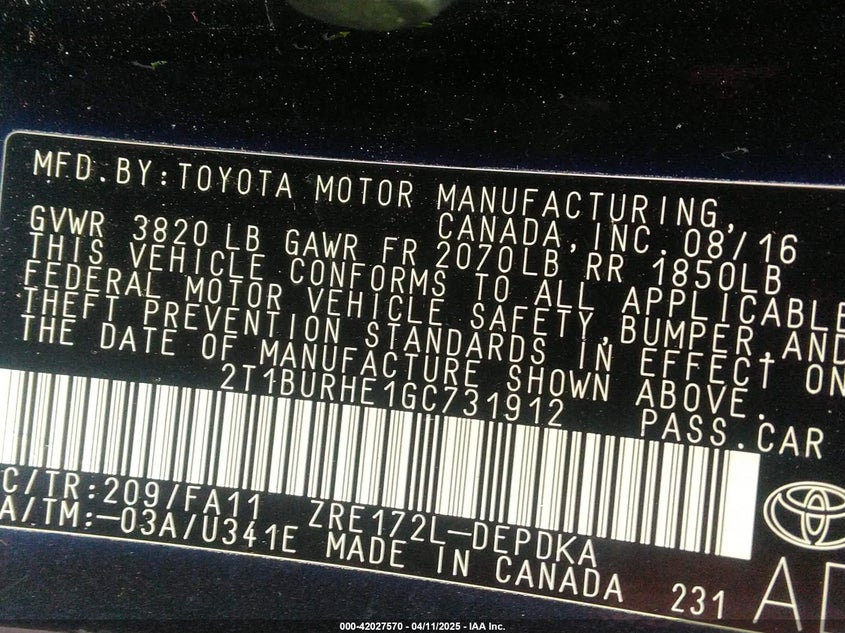 MFD.BY:TOYOTA MOTOR MANUFACTURING,
CANADA, INC. 08/16
GVWR 3820 LB GAWR FR 2070LB RR 1850LB
THIS VEHICLE CONFORMS TO ALL APPLICABLE
FEDERAL MOTOR VEHICLE SAFETY,BUMPER,AND
THEFT PREVENTION STANDARDS IN EFFECT ON
THE DATE OF MANUFACTURE SHOWN ABOVE.
2T1BURHE1GC731912 PASS.CAR
C/TR:209/FA11 ZRE172L-DEPDKA
A/TM:-03A/U341E MADE IN CANADA 231
000-42027570 - 04/11/2025 - IAA Inc.